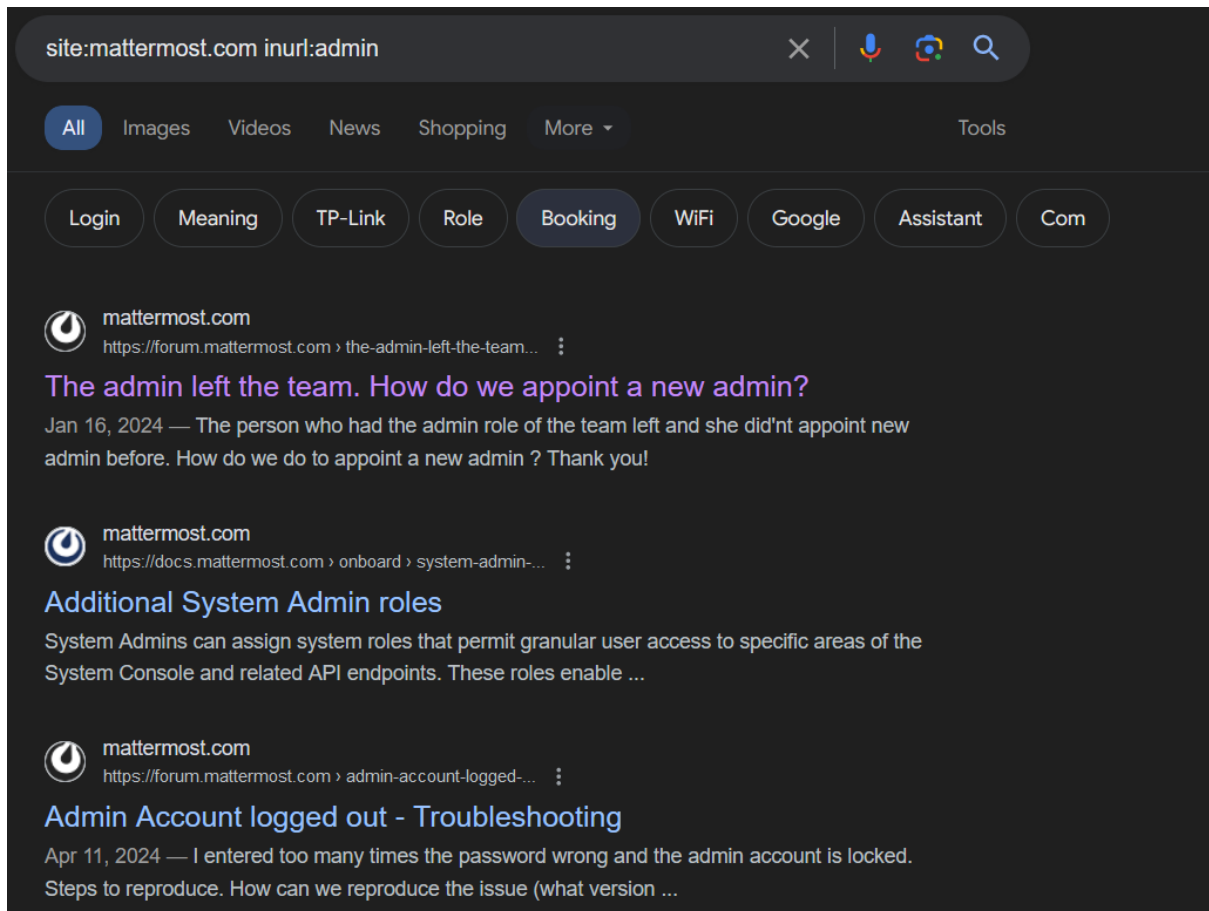 site:mattermost.com inurl:admin
All Images Videos News Shopping More Tools
Login Meaning TP-Link Role Booking WiFi Google Assistant Com
mattermost.com
https://forum.mattermost.com › the-admin-left-the-team...
The admin left the team. How do we appoint a new admin?
Jan 16, 2024 — The person who had the admin role of the team left and she did'nt appoint new
admin before. How do we do to appoint a new admin ? Thank you!
mattermost.com
https://docs.mattermost.com › onboard › system-admin-...
Additional System Admin roles
System Admins can assign system roles that permit granular user access to specific areas of the
System Console and related API endpoints. These roles enable ...
mattermost.com
https://forum.mattermost.com › admin-account-logged-...
Admin Account logged out - Troubleshooting
Apr 11, 2024 — I entered too many times the password wrong and the admin account is locked.
Steps to reproduce. How can we reproduce the issue (what version ...